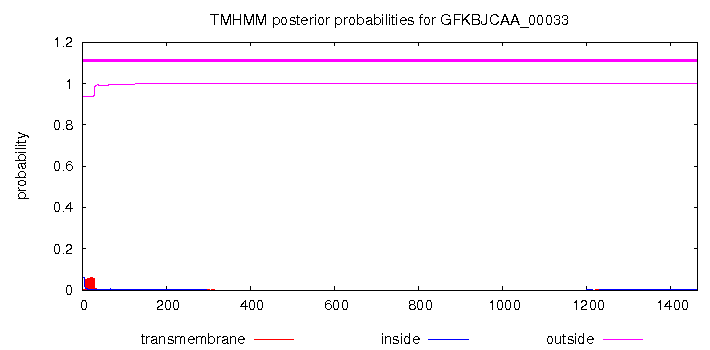 TMHMM posterior probabilities for GFKBJCAA_00033
1.2
1
0.8
0.6
0.4
0.2
0
probability
0 200 400 600 800 1000 1200 1400
transmembrane inside outside